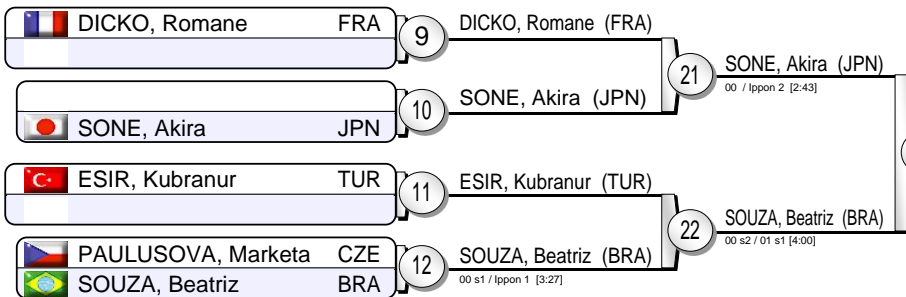 DICKO, Romane FRA
9
DICKO, Romane (FRA)
SONE, Akira JPN
10
SONE, Akira (JPN)
21
SONE, Akira (JPN)
00 / Ippon 2 [2:43]
ESIR, Kubranur TUR
11
ESIR, Kubranur (TUR)
PAULUSOVA, Marketa CZE
SOUZA, Beatriz BRA
12
SOUZA, Beatriz (BRA)
00 s1 / Ippon 1 [3:27]
22
SOUZA, Beatriz (BRA)
00 s2 / 01 s1 [4:00]